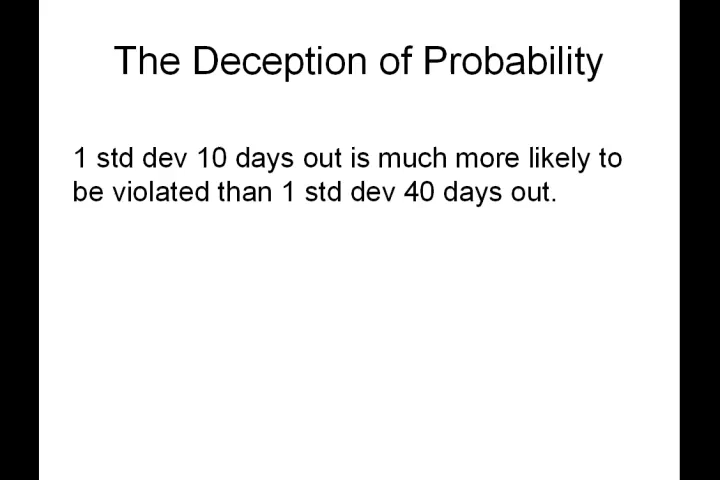 The Deception of Probability
1 std dev 10 days out is much more likely to
be violated than 1 std dev 40 days out.